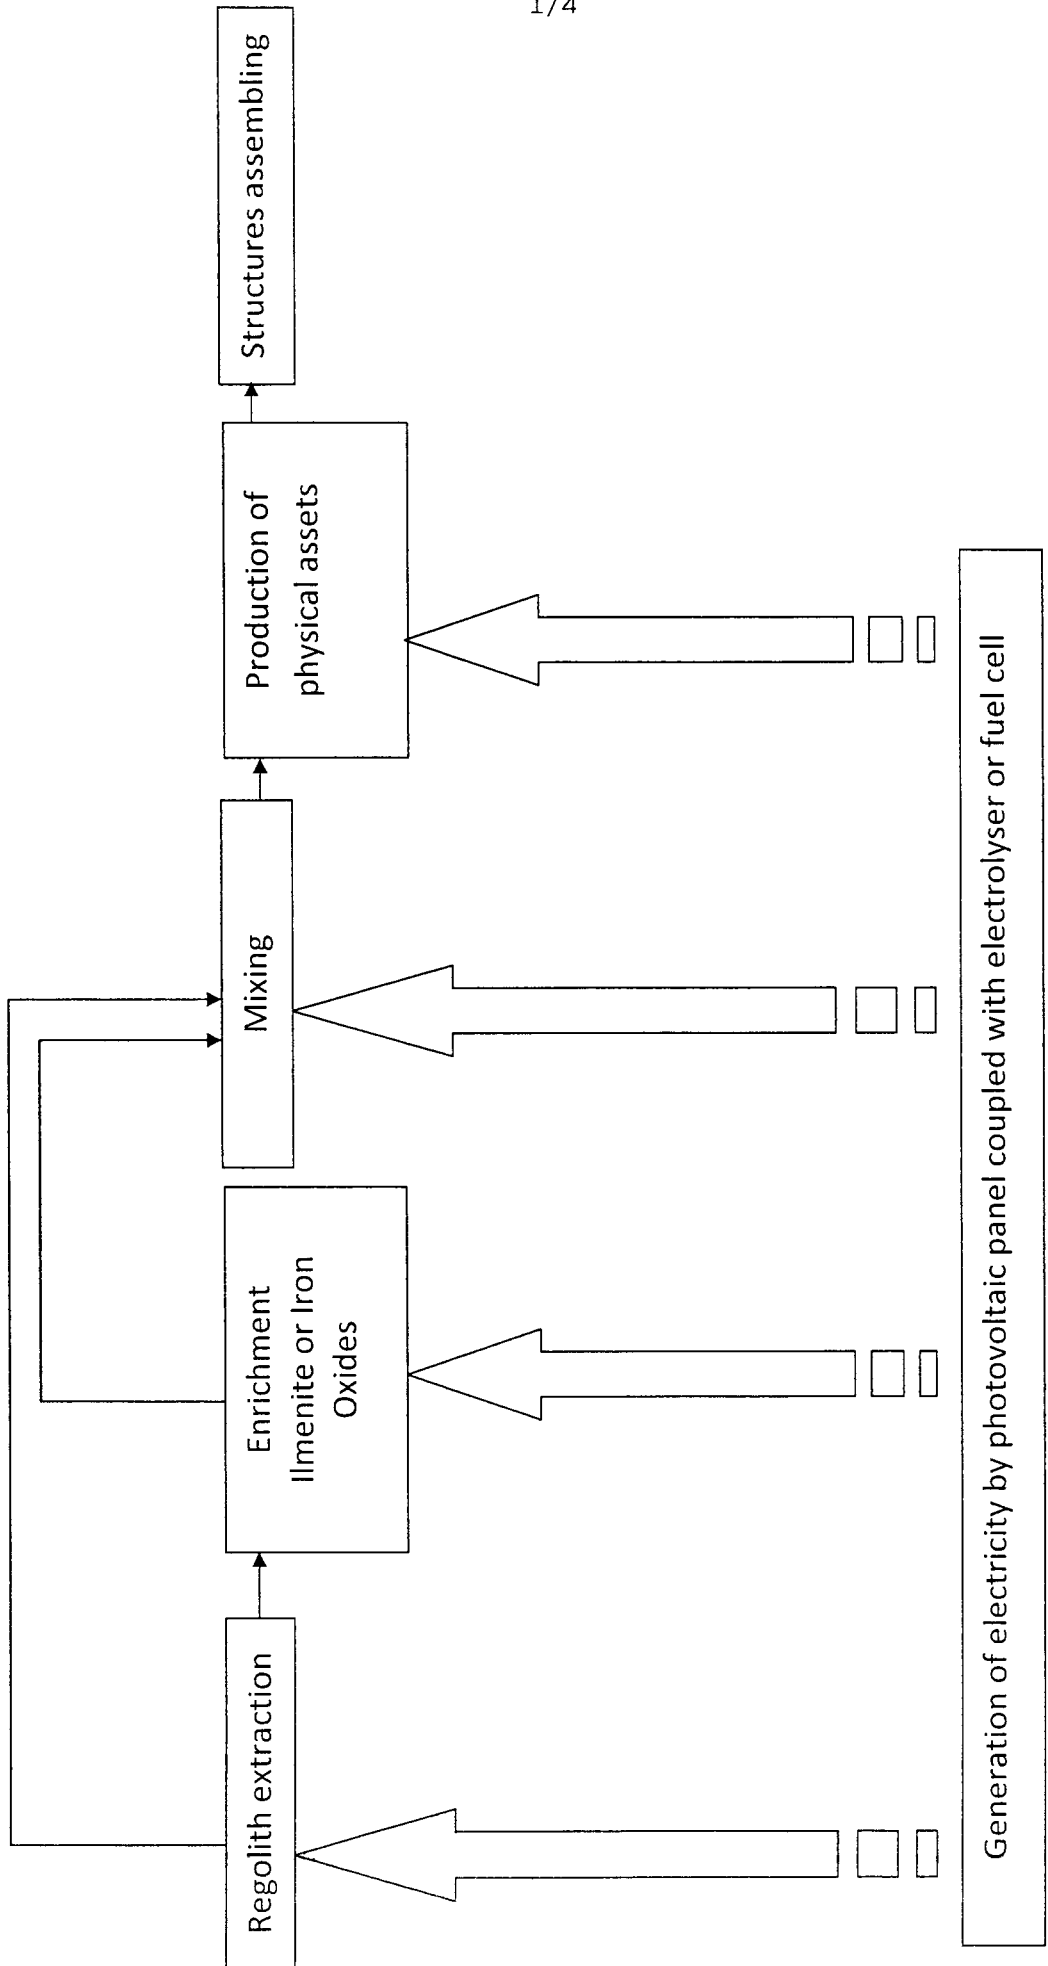 1/4
Regolith extraction
Enrichment
Ilmenite or Iron
Oxides
Mixing
Production of
physical assets
Structures assembling
Generation of electricity by photovoltaic panel coupled with electrolyser or fuel cell